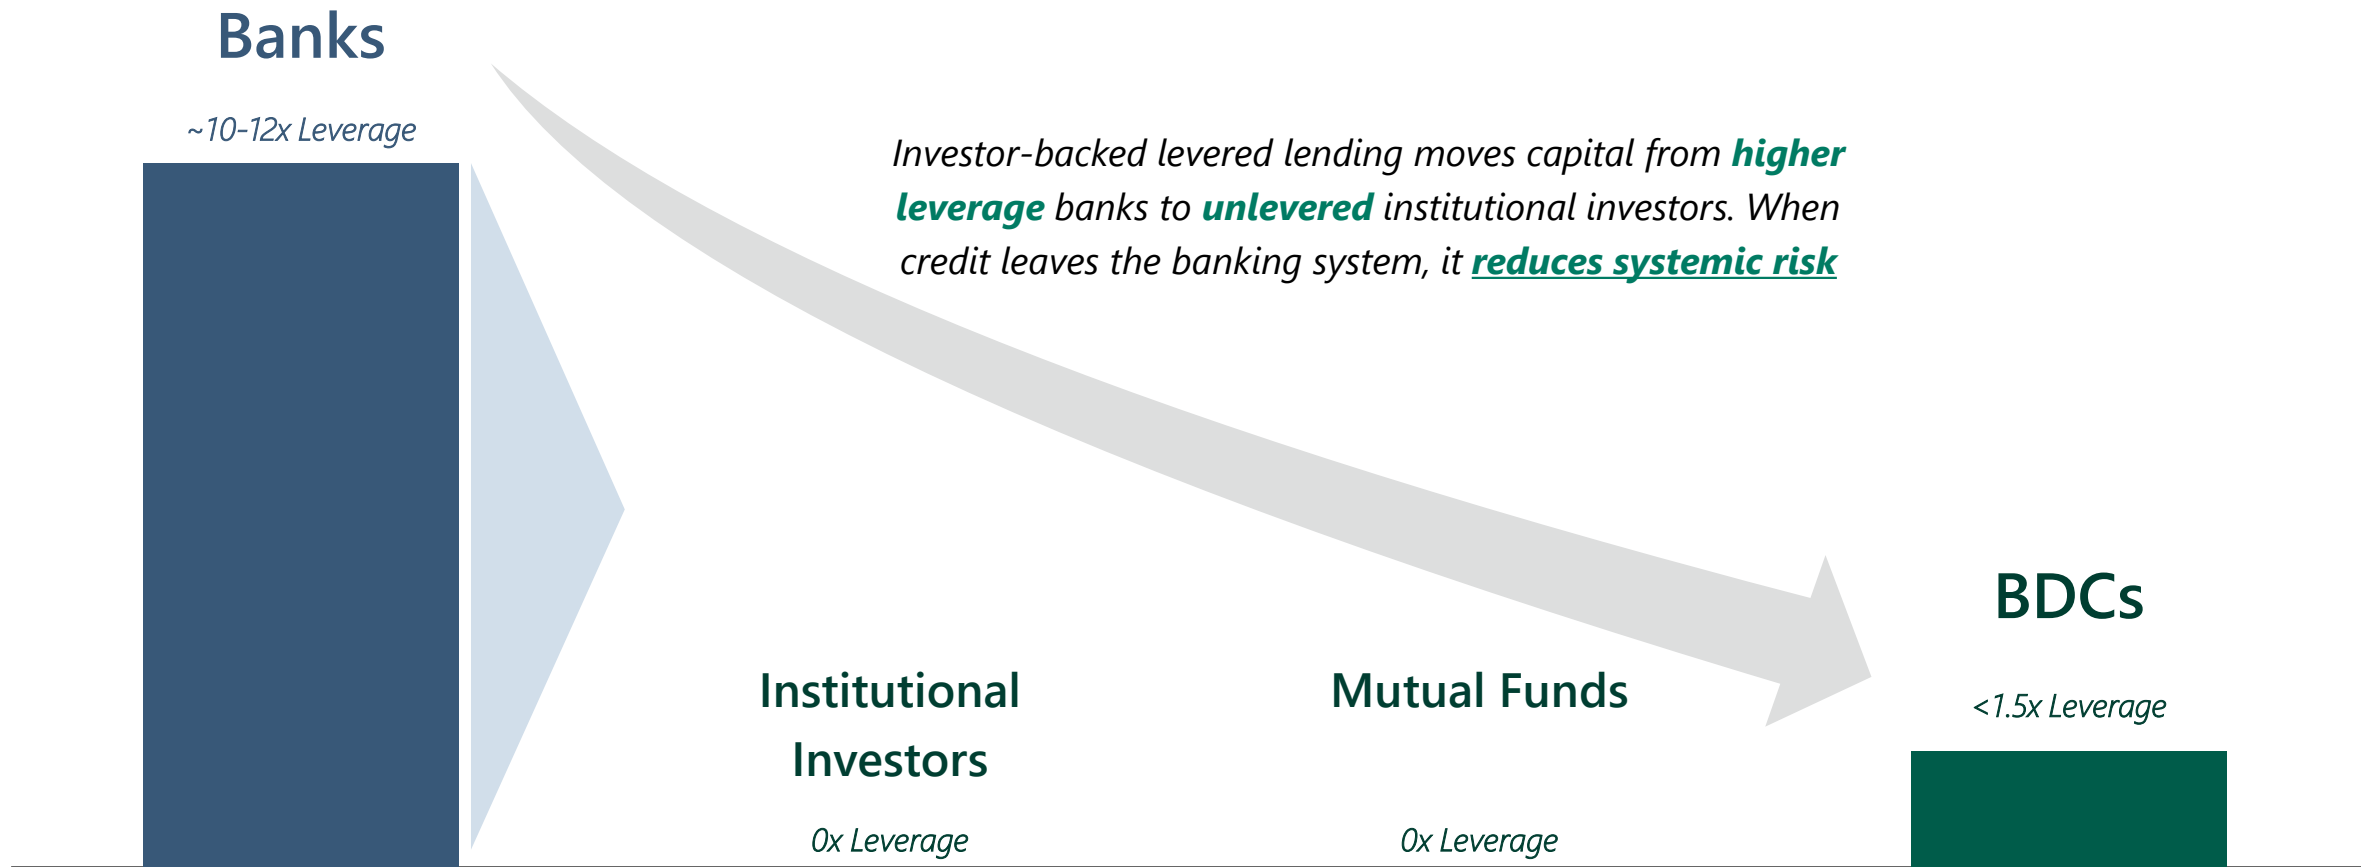 Banks
~10-12x Leverage
Investor-backed levered lending moves capital from higher
leverage banks to unlevered institutional investors. When
credit leaves the banking system, it reduces systemic risk
Institutional
Investors
0x Leverage
Mutual Funds
0x Leverage
BDCs
<1.5x Leverage